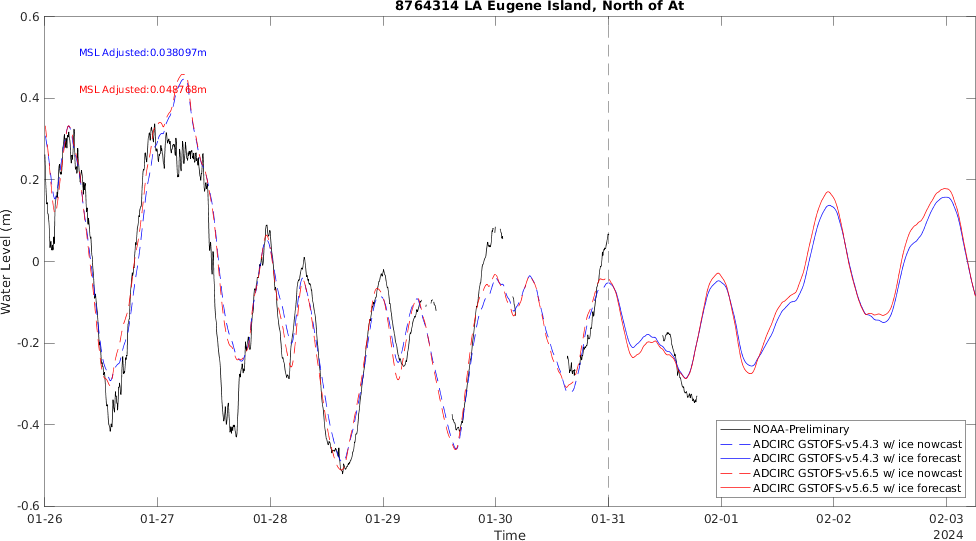 8764314 LA Eugene Island, North of At
0.6
MSL Adjusted:0.038097m
MSL Adjusted:0.048768m
0.4
0.2
0
-0.2
-0.4
-0.6
Water Level (m)
NOAA-Preliminary
ADCIRC GSTOFS-v5.4.3 w/ ice nowcast
ADCIRC GSTOFS-v5.4.3 w/ ice forecast
ADCIRC GSTOFS-v5.6.5 w/ ice nowcast
ADCIRC GSTOFS-v5.6.5 w/ ice forecast
01-26 01-27 01-28 01-29 01-30 01-31 02-01 02-02 02-03
Time
2024